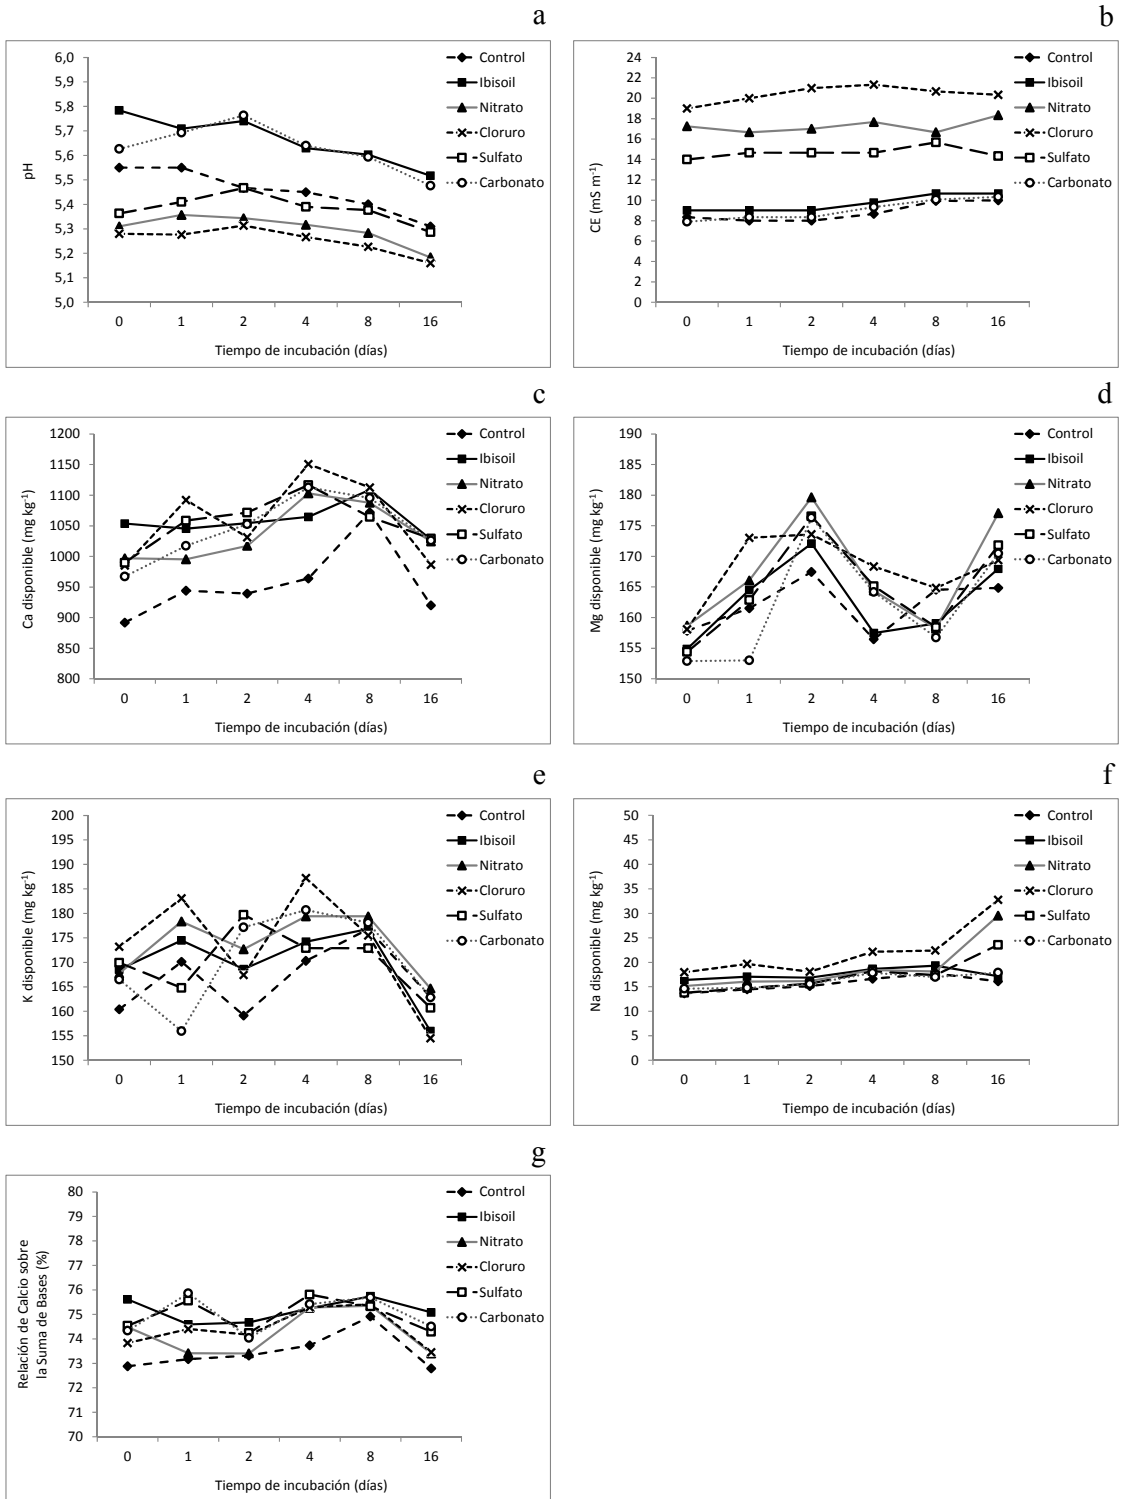 a
6,0
5,9
5,8
5,7
5,6
5,5
5,4
5,3
5,2
5,1
5,0
pH
0 1 2 4 8 16
Tiempo de incubación (días)
Control
Ibisoil
Nitrato
Cloruro
Sulfato
Carbonato
b
24
22
20
18
16
14
12
10
8
6
4
2
0
CE (mS m-1)
0 1 2 4 8 16
Tiempo de incubación (días)
Control
Ibisoil
Nitrato
Cloruro
Sulfato
Carbonato
c
1200
1150
1100
1050
1000
950
900
850
800
Ca disponible (mg kg-1)
0 1 2 4 8 16
Tiempo de incubación (días)
Control
Ibisoil
Nitrato
Cloruro
Sulfato
Carbonato
d
190
185
180
175
170
165
160
155
150
Mg disponible (mg kg-1)
0 1 2 4 8 16
Tiempo de incubación (días)
Control
Ibisoil
Nitrato
Cloruro
Sulfato
Carbonato
e
200
195
190
185
180
175
170
165
160
155
150
K disponible (mg kg-1)
0 1 2 4 8 16
Tiempo de incubación (días)
Control
Ibisoil
Nitrato
Cloruro
Sulfato
Carbonato
f
50
45
40
35
30
25
20
15
10
5
0
Na disponible (mg kg-1)
0 1 2 4 8 16
Tiempo de incubación (días)
Control
Ibisoil
Nitrato
Cloruro
Sulfato
Carbonato
g
80
79
78
77
76
75
74
73
72
71
70
Relación de Calcio sobre
la Suma de Bases (%)
0 1 2 4 8 16
Tiempo de incubación (días)
Control
Ibisoil
Nitrato
Cloruro
Sulfato
Carbonato